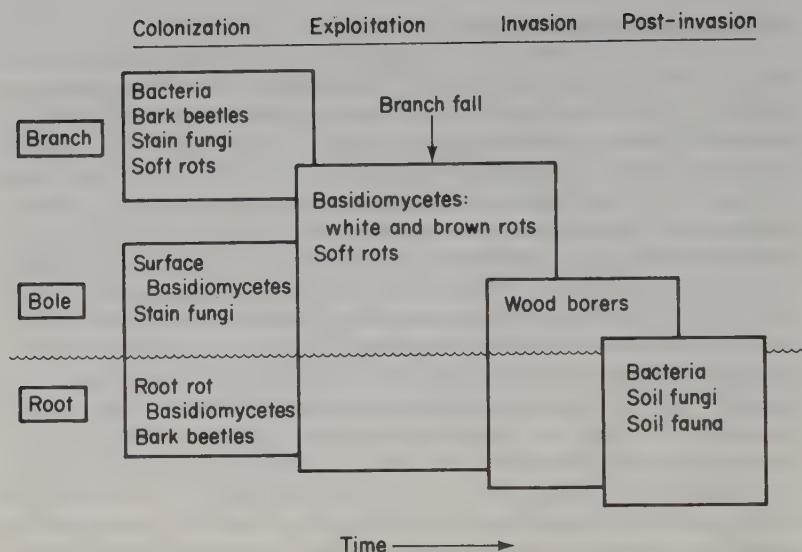 Colonization Exploitation Invasion Post-invasion
Branch
Bacteria
Bark beetles
Stain fungi
Soft rots
Branch fall
Basidiomycetes:
white and brown rots
Soft rots
Bole
Surface
Basidiomycetes
Stain fungi
Wood borers
Root
Root rot
Basidiomycetes
Bark beetles
Bacteria
Soil fungi
Soil fauna
Time